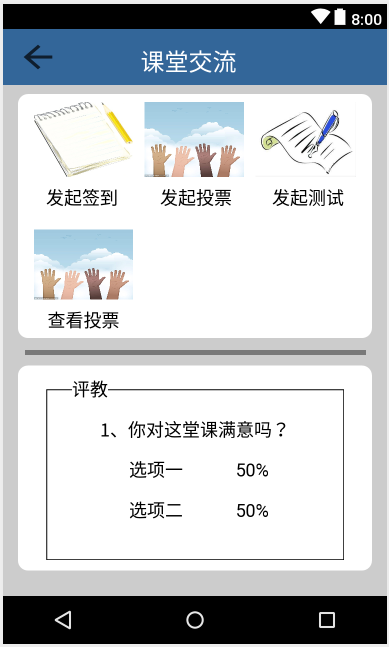 8:00
课堂交流
发起签到 发起投票 发起测试
查看投票
评教
1、你对这堂课满意吗？
选项一 50%
选项二 50%